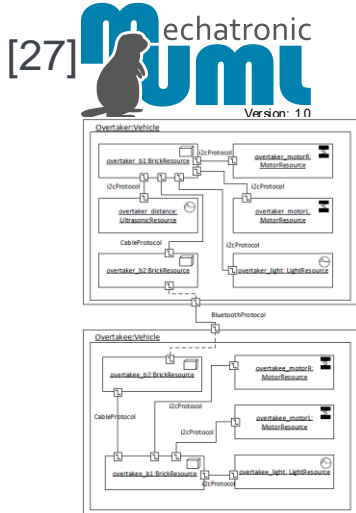 [27]
Mechatronic
UML
Version: 1.0
Overtaker:Vehicle
overtaker_b1:BrickResource
i2cProtocol
overtaker_motorR:
MotorResource
i2cProtocol
i2cProtocol
overtaker_distance:
UltrasonicResource
overtaker_motorL:
MotorResource
CableProtocol
i2cProtocol
overtaker_b2:BrickResource
overtaker_light: LightResource
BluetoothProtocol
Overtakee:Vehicle
overtakee_b2:BrickResource
overtakee_motorR:
MotorResource
i2cProtocol
CableProtocol
overtakee_motorL:
MotorResource
i2cProtocol
overtakee_b1:BrickResource
overtakee_light: LightResource
i2cProtocol